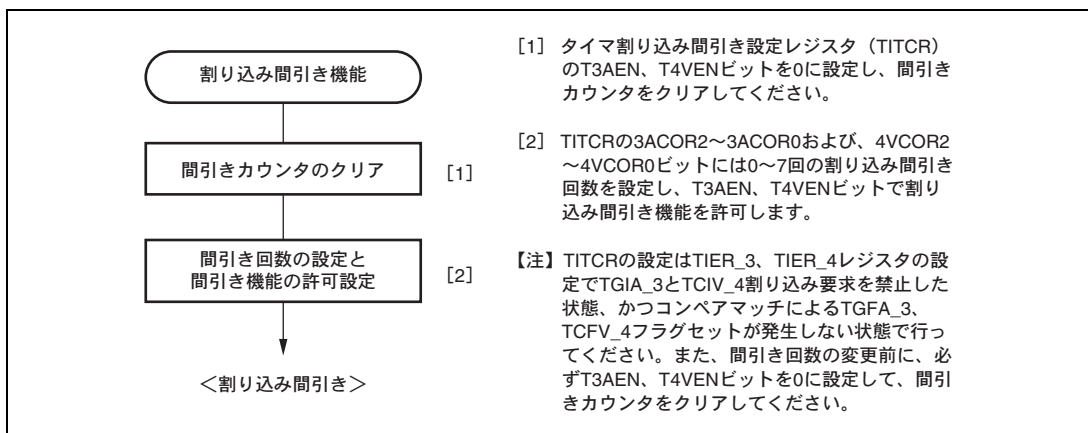 割り込み間引き機能
間引きカウンタのクリア
[1]
間引き回数の設定と
間引き機能の許可設定
[2]
＜割り込み間引き＞
[1] タイマ割り込み間引き設定レジスタ（TITCR）
のT3AEN、T4VENビットを0に設定し、間引き
カウンタをクリアしてください。
[2] TITCRの3ACOR2～3ACOR0および、4VCOR2
～4VCOR0ビットには0～7回の割り込み間引き
回数を設定し、T3AEN、T4VENビットで割り
込み間引き機能を許可します。
【注】TITCRの設定はTIER_3、TIER_4レジスタの設
定でTGIA_3とTCIV_4割り込み要求を禁止した
状態、かつコンペアマッチによるTGFA_3、
TCFV_4フラグセットが発生しない状態で行っ
てください。また、間引き回数の変更前に、必
ずT3AEN、T4VENビットを0に設定して、間引
きカウンタをクリアしてください。